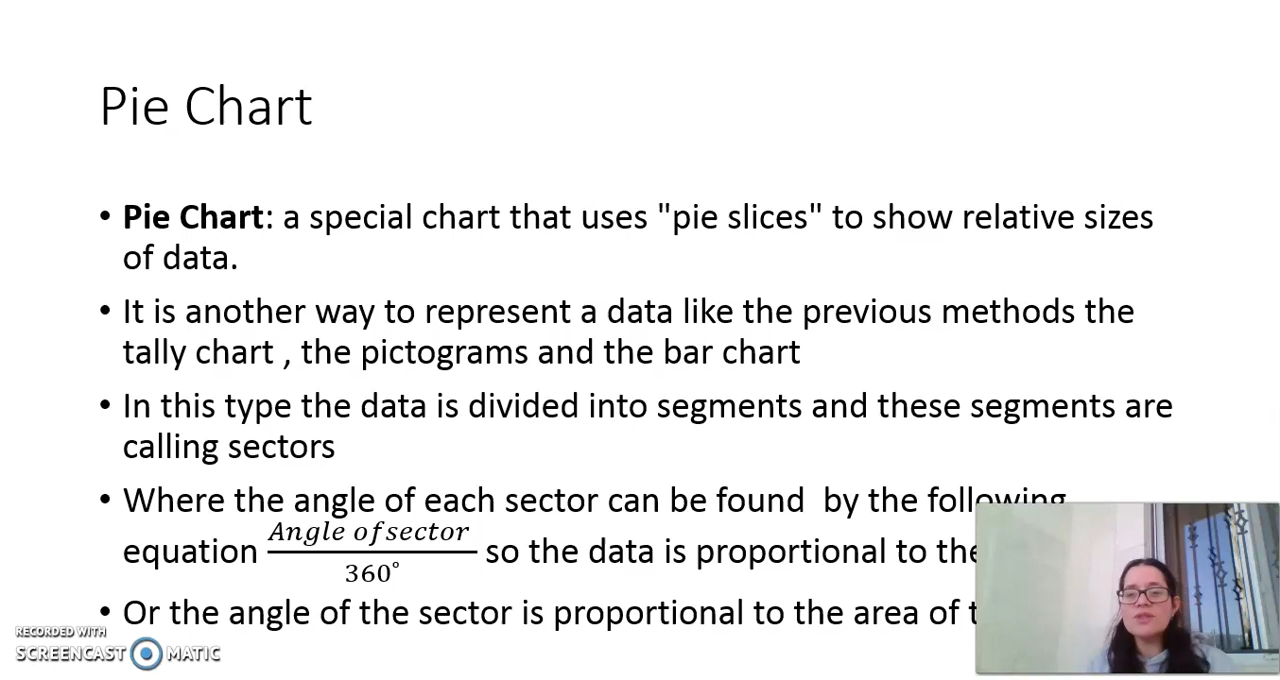 Pie Chart
• Pie Chart: a special chart that uses "pie slices" to show relative sizes
of data.
• It is another way to represent a data like the previous methods the
tally chart , the pictograms and the bar chart
• In this type the data is divided into segments and these segments are
calling sectors
• Where the angle of each sector can be found by the following
equation Angle ofsector / 360° so the data is proportional to the
• Or the angle of the sector is proportional to the area of
RECORDED WITH
SCREENCAST MATIC